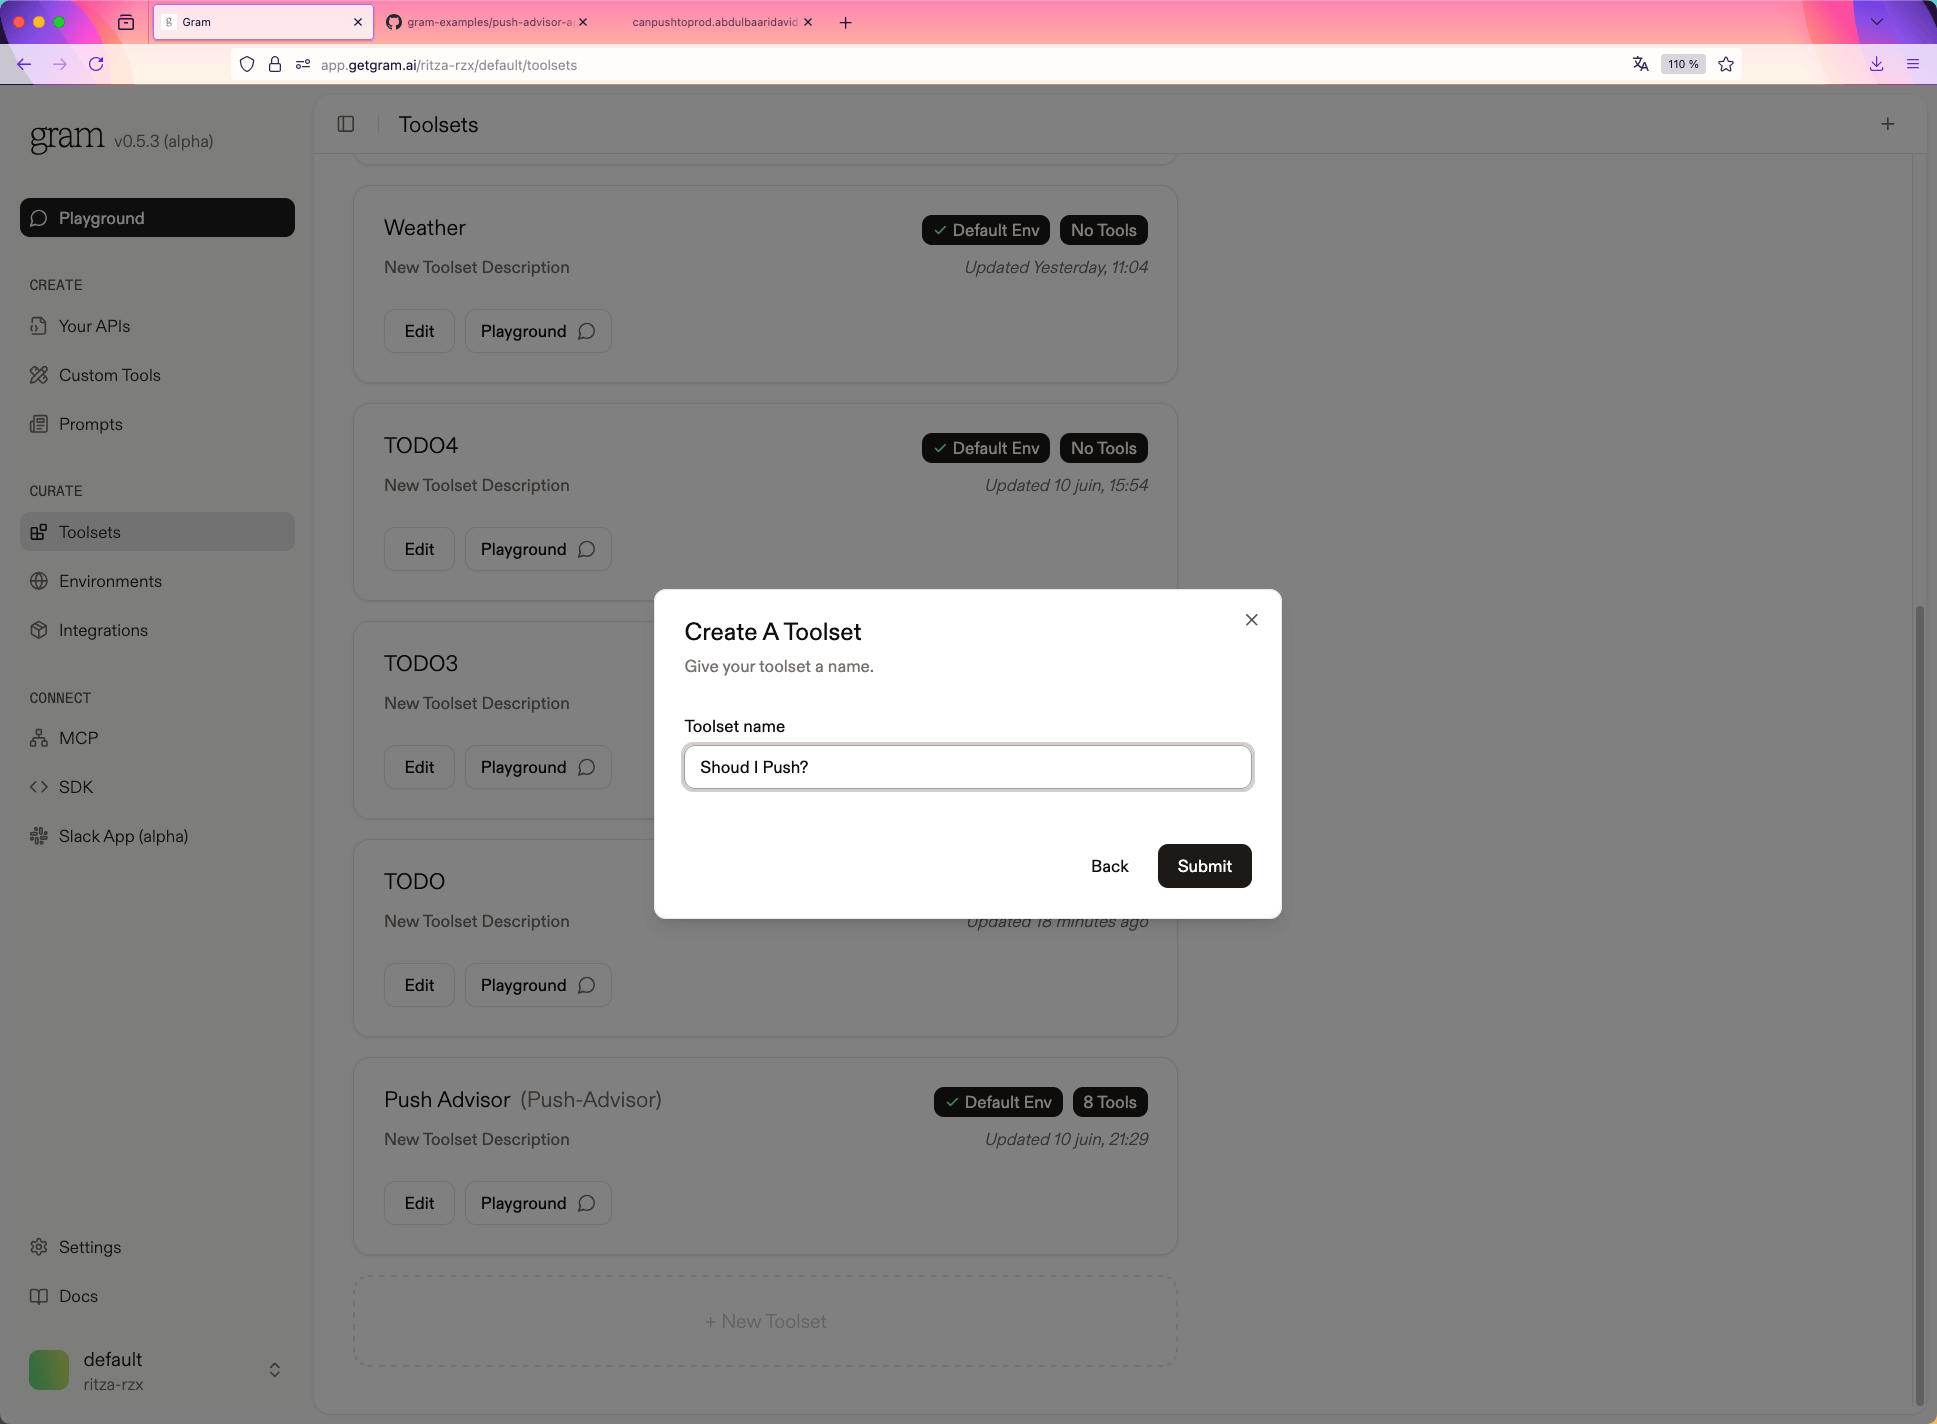 g Gram
gram-examples/push-advisor-a
canpushtoprod.abdulbaaridavid
app.getgram.ai/ritza-rzx/default/toolsets
110 %
gram v0.5.3 (alpha)
Toolsets
Playground
CREATE
Your APIs
Custom Tools
Prompts
CURATE
Toolsets
Environments
Integrations
CONNECT
MCP
SDK
Slack App (alpha)
Settings
Docs
default
ritza-rzx
Weather
Default Env
No Tools
New Toolset Description
Updated Yesterday, 11:04
Edit
Playground
TODO4
Default Env
No Tools
New Toolset Description
Updated 10 juin, 15:54
Edit
Playground
TODO3
New Toolset Description
Edit
Playground
TODO
New Toolset Description
Updated 18 minutes ago
Edit
Playground
Push Advisor (Push-Advisor)
Default Env
8 Tools
New Toolset Description
Updated 10 juin, 21:29
Edit
Playground
+ New Toolset
Create A Toolset
Give your toolset a name.
Toolset name
Shoud I Push?
Back
Submit